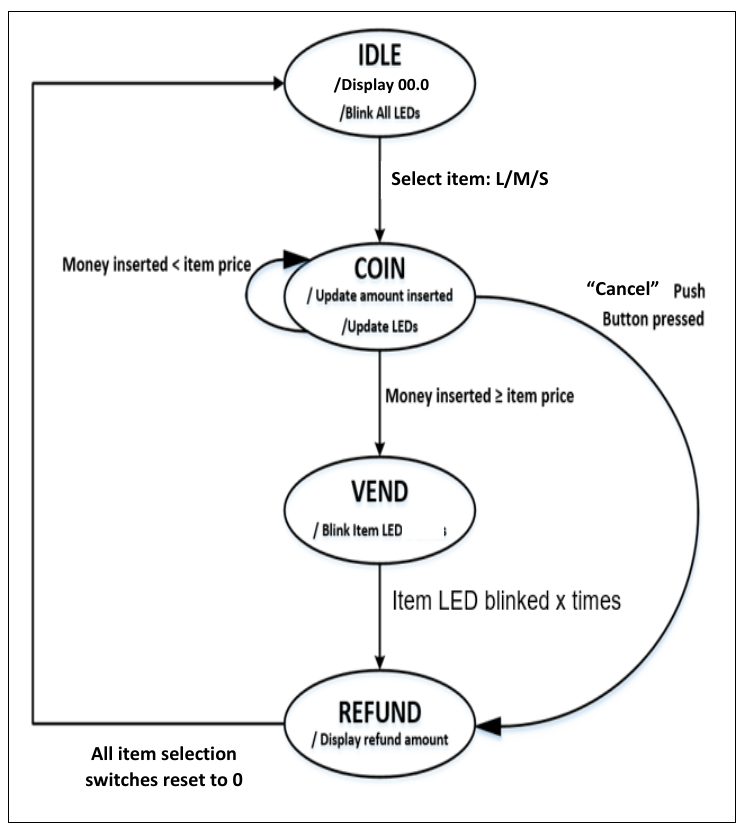 IDLE
/Display 00.0
/Blink All LEDs
Select item: L/M/S
Money inserted < item price
COIN
/ Update amount inserted
/Update LEDs
“Cancel” Push
Button pressed
Money inserted ≥ item price
VEND
/ Blink Item LED
Item LED blinked x times
REFUND
/ Display refund amount
All item selection
switches reset to 0